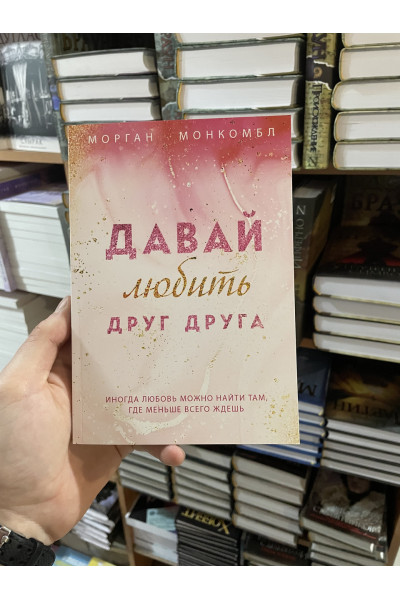 МОРГАН МОНКОМБЛ
ДАВАЙ
любить
ДРУГ ДРУГА
ИНОГДА ЛЮБОВЬ МОЖНО НАЙТИ ТАМ,
ГДЕ МЕНЬШЕ ВСЕГО ЖДЕШЬ